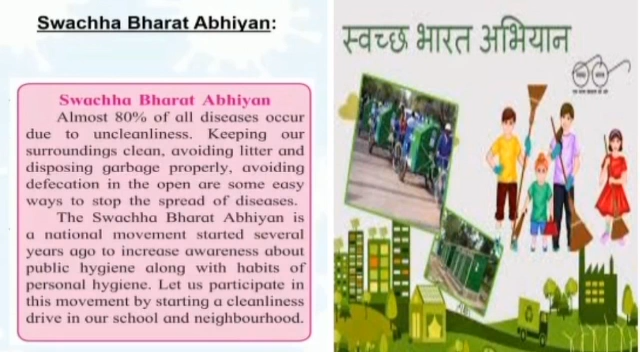 Swachha Bharat Abhiyan:
Swachha Bharat Abhiyan
Almost 80% of all diseases occur
due to uncleanliness. Keeping our
surroundings clean, avoiding litter and
disposing garbage properly, avoiding
defecation in the open are some easy
ways to stop the spread of diseases.
The Swachha Bharat Abhiyan is
a national movement started several
years ago to increase awareness about
public hygiene along with habits of
personal hygiene. Let us participate in
this movement by starting a cleanliness
drive in our school and neighbourhood.
स्वच्छ भारत अभियान